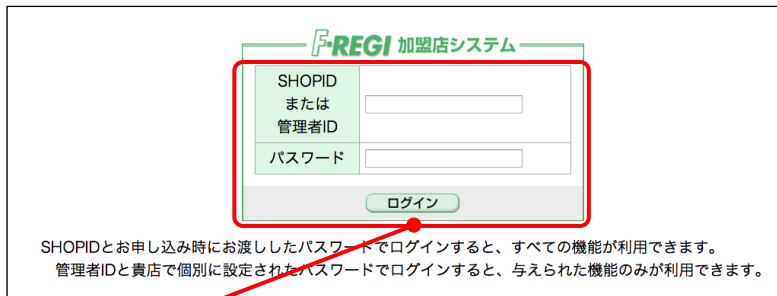 F-REGI 加盟店システム
SHOPID
または
管理者ID
パスワード
ログイン
SHOPIDとお申し込み時にお渡ししたパスワードでログインすると、すべての機能が利用できます。
管理者IDと貴店で個別に設定されたパスワードでログインすると、与えられた機能のみが利用できます。